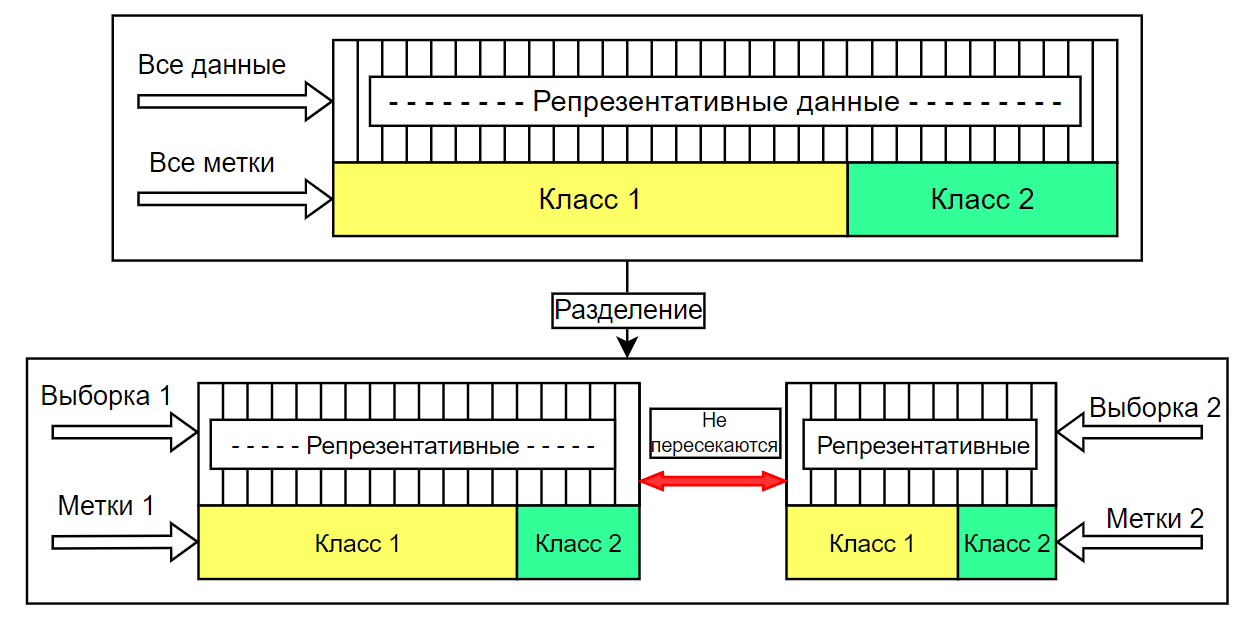 Все данные
- - - - - - - - Репрезентативные данные - - - - - - - - -
Все метки
Класс 1
Класс 2
Разделение
Выборка 1
- - - - - Репрезентативные - - - - -
Метки 1
Класс 1
Класс 2
Не
пересекаются
Выборка 2
Репрезентативные
Метки 2
Класс 1
Класс 2